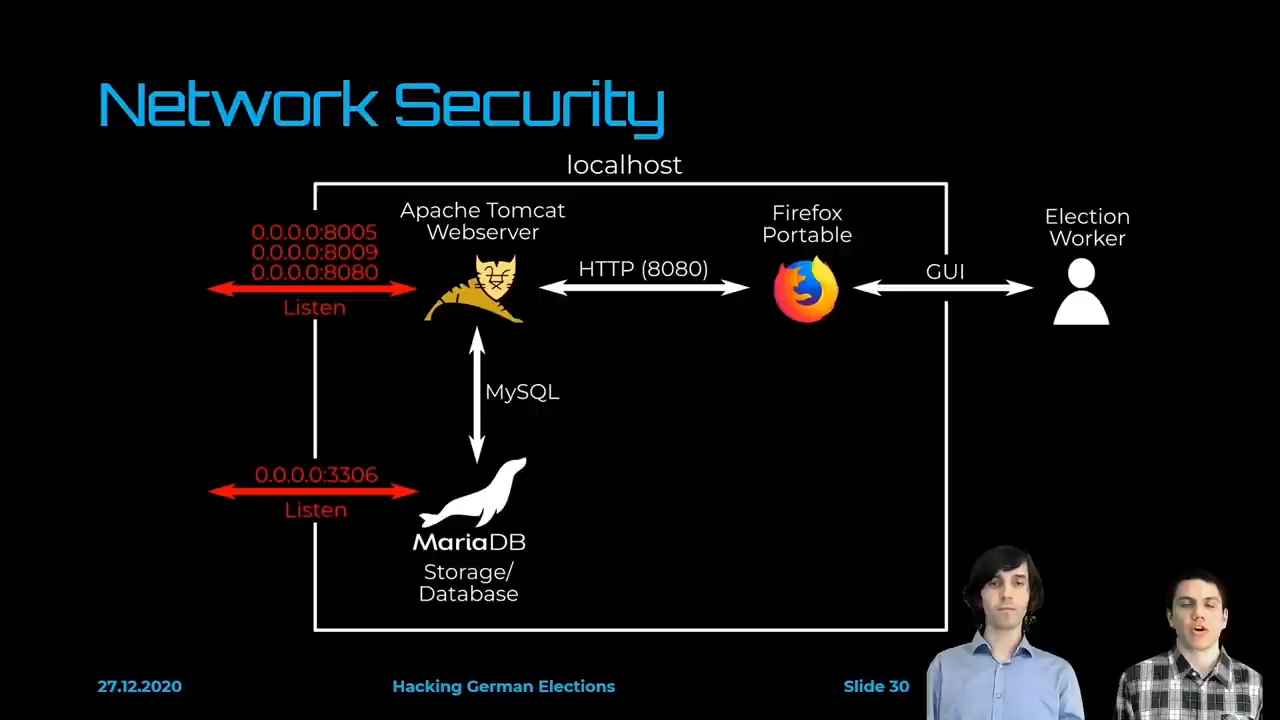 Network Security
localhost
0.0.0.0:8005
0.0.0.0:8009
0.0.0.0:8080
Listen
Apache Tomcat
Webserver
HTTP (8080)
Firefox
Portable
GUI
Election
Worker
MySQL
0.0.0.0:3306
Listen
MariaDB
Storage/
Database
27.12.2020
Hacking German Elections
Slide 30